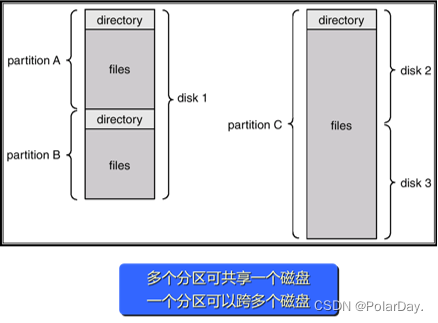 directory
partition A
files
disk 1
directory
partition B
files
directory
disk 2
partition C
files
disk 3
多个分区可共享一个磁盘
一个分区可以跨多个磁盘
CSDN @PolarDay.